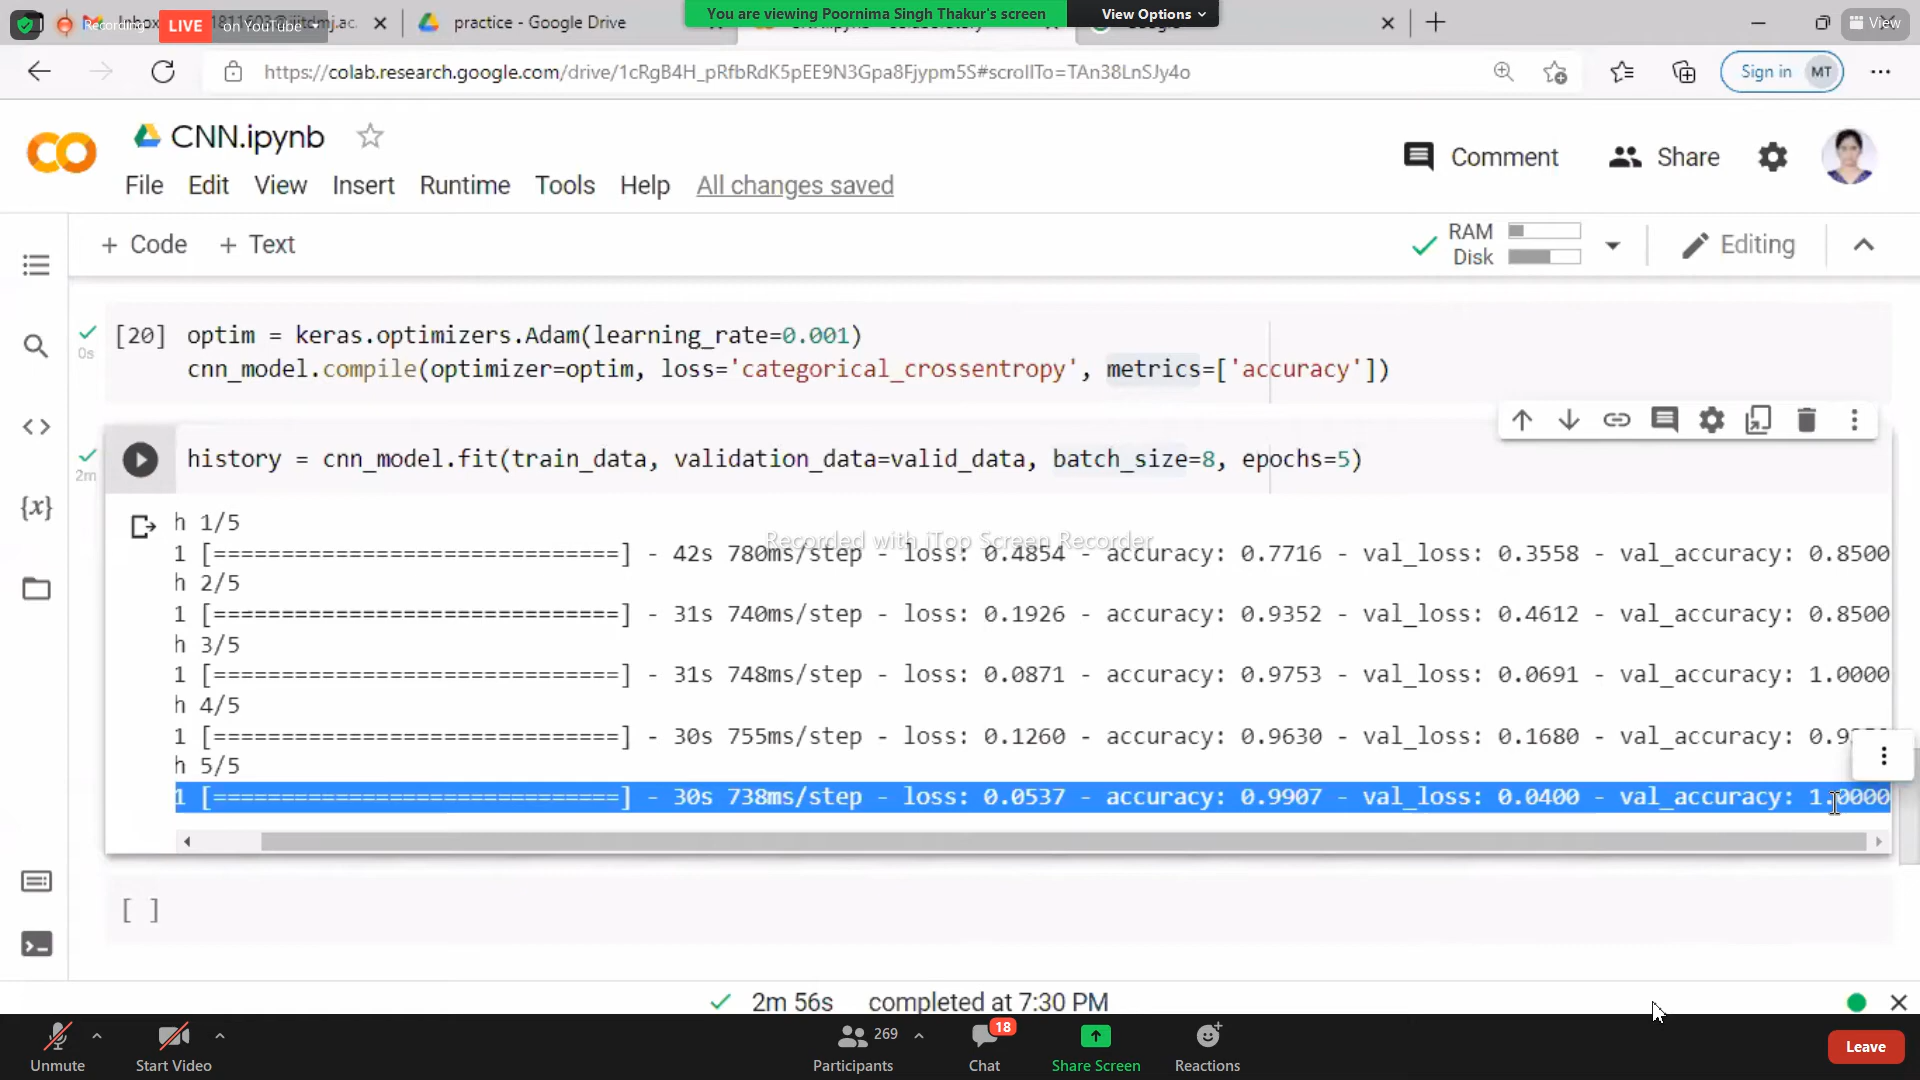 Recording
LIVE
on YouTube
practice - Google Drive
You are viewing Poornima Singh Thakur's screen
View Options
View
https://colab.research.google.com/drive/1cRgB4H_pRfbRdK5pEE9N3Gpa8Fjypm5S#scrollTo=TAn38LnSJy4o
Sign in MT
CNN.ipynb
Comment
Share
File Edit View Insert Runtime Tools Help All changes saved
+ Code + Text
RAM
Disk
Editing
[20] optim = keras.optimizers.Adam(learning_rate=0.001)
0s
cnn_model.compile(optimizer=optim, loss='categorical_crossentropy', metrics=['accuracy'])
history = cnn_model.fit(train_data, validation_data=valid_data, batch_size=8, epochs=5)
2m
h 1/5
Recorded with iTop Screen Recorder
1 [==============================] - 42s 780ms/step - loss: 0.4854 - accuracy: 0.7716 - val_loss: 0.3558 - val_accuracy: 0.8500
h 2/5
1 [==============================] - 31s 740ms/step - loss: 0.1926 - accuracy: 0.9352 - val_loss: 0.4612 - val_accuracy: 0.8500
h 3/5
1 [==============================] - 31s 748ms/step - loss: 0.0871 - accuracy: 0.9753 - val_loss: 0.0691 - val_accuracy: 1.0000
h 4/5
1 [==============================] - 30s 755ms/step - loss: 0.1260 - accuracy: 0.9630 - val_loss: 0.1680 - val_accuracy:
h 5/5
1 [==============================] - 30s 738ms/step - loss: 0.0537 - accuracy: 0.9907 - val_loss: 0.0400 - val_accuracy: 1.0000
[ ]
2m 56s completed at 7:30 PM
269
18
Unmute
Start Video
Participants
Chat
Share Screen
Reactions
Leave